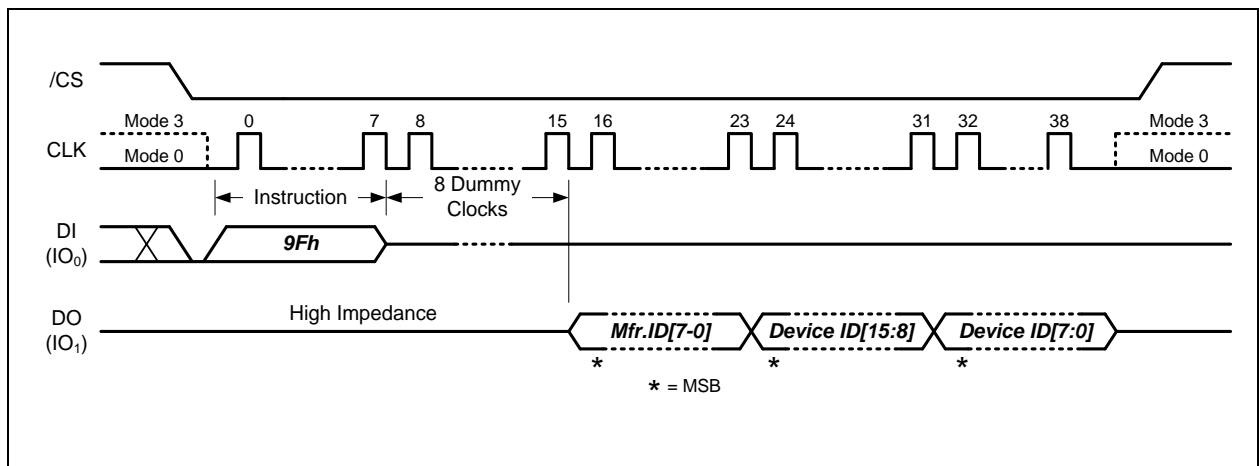 /CS
Mode 3 0 7 8 15 16 23 24 31 32 38 Mode 3
CLK
Mode 0 Mode 0
Instruction
8 Dummy
Clocks
DI
(IO₀)
9Fh
High Impedance
DO
(IO₁)
Mfr.ID[7-0] Device ID[15:8] Device ID[7:0]
* * *
* = MSB